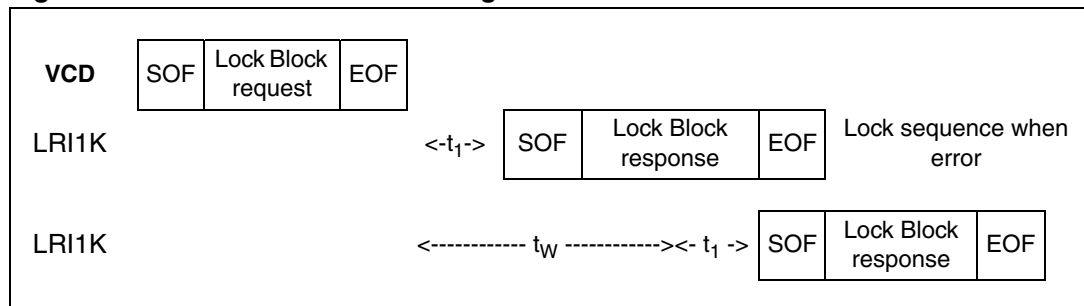 VCD SOF Lock Block request EOF
LRI1K <-t1-> SOF Lock Block response EOF Lock sequence when error
LRI1K <------------ tW ------------><- t1 -> SOF Lock Block response EOF